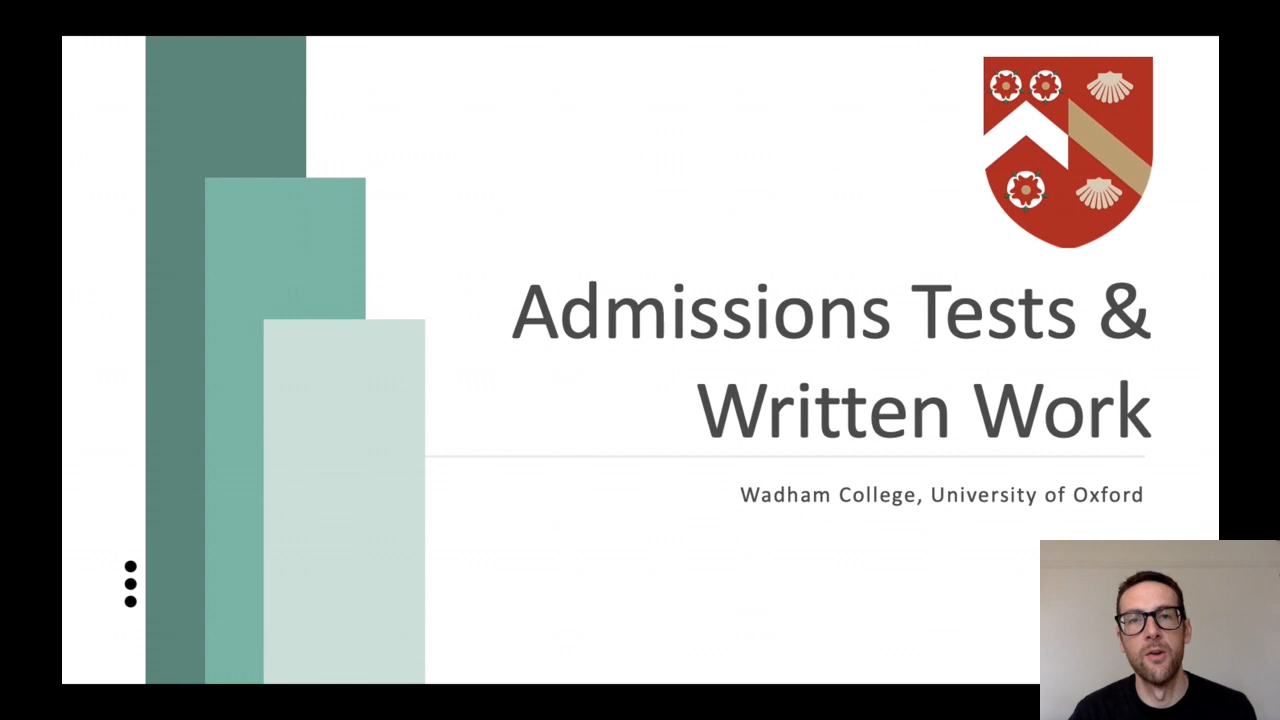 Admissions Tests &
Written Work
Wadham College, University of Oxford